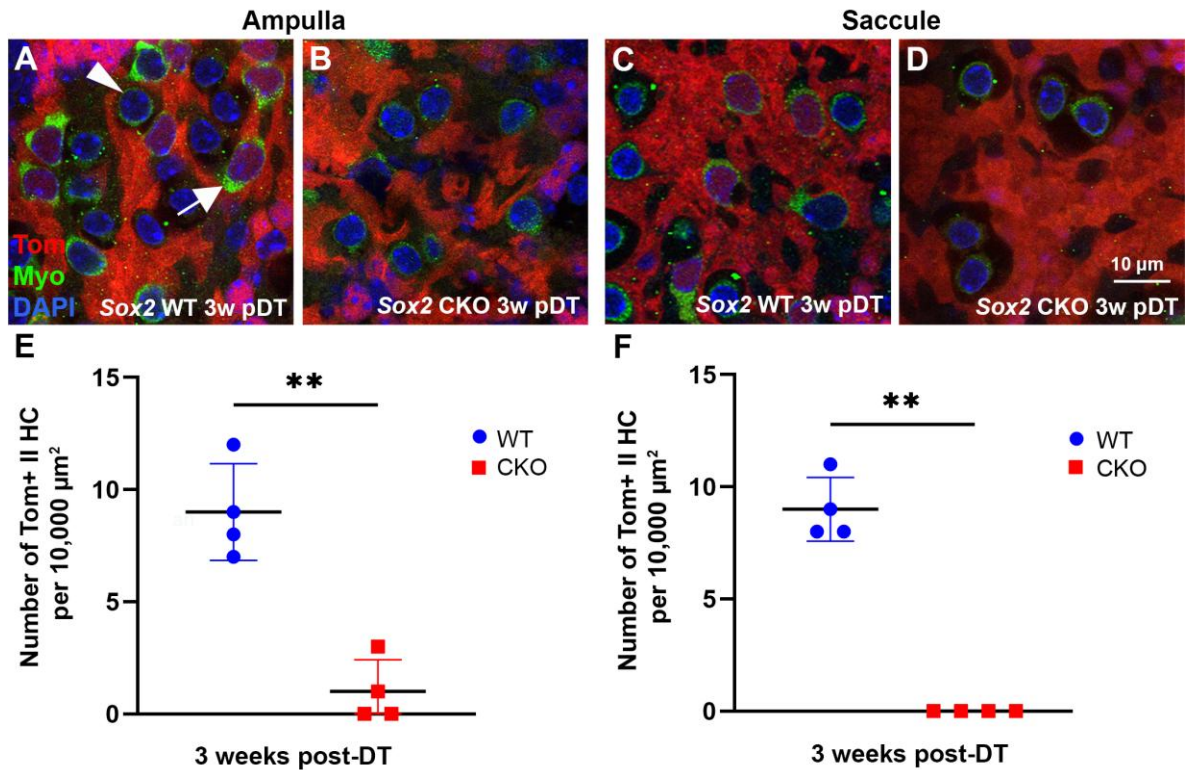 Ampulla
Saccule
A
B
C
D
Tom
Myo
DAPI
Sox2 WT 3w pDT
Sox2 CKO 3w pDT
Sox2 WT 3w pDT
10 µm
Sox2 CKO 3w pDT
E
15
10
5
0
Number of Tom+ II HC
per 10,000 µm²
**
WT
CKO
3 weeks post-DT
F
15
10
5
0
Number of Tom+ II HC
per 10,000 µm²
**
WT
CKO
3 weeks post-DT